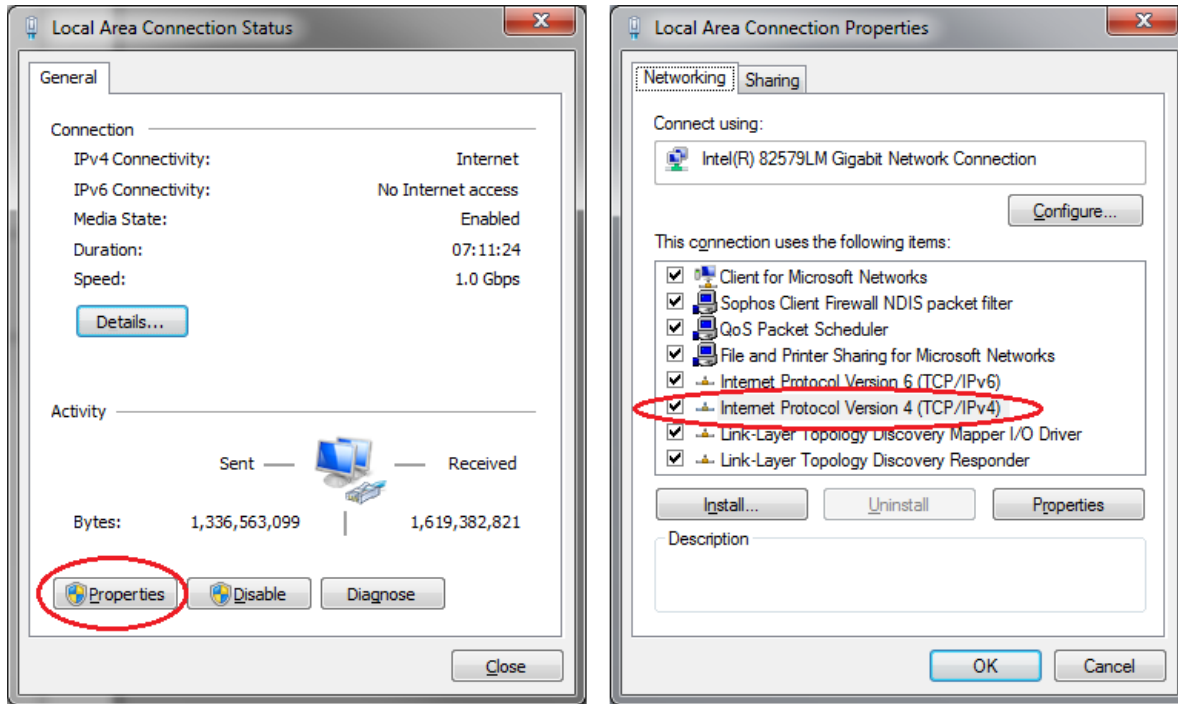 Local Area Connection Status
General
Connection
IPv4 Connectivity: Internet
IPv6 Connectivity: No Internet access
Media State: Enabled
Duration: 07:11:24
Speed: 1.0 Gbps
Details...
Activity
Sent Received
Bytes: 1,336,563,099 1,619,382,821
Properties Disable Diagnose
Close
Local Area Connection Properties
Networking Sharing
Connect using:
Intel(R) 82579LM Gigabit Network Connection
Configure...
This connection uses the following items:
Client for Microsoft Networks
Sophos Client Firewall NDIS packet filter
QoS Packet Scheduler
File and Printer Sharing for Microsoft Networks
Internet Protocol Version 6 (TCP/IPv6)
Internet Protocol Version 4 (TCP/IPv4)
Link-Layer Topology Discovery Mapper I/O Driver
Link-Layer Topology Discovery Responder
Install... Uninstall Properties
Description
OK Cancel